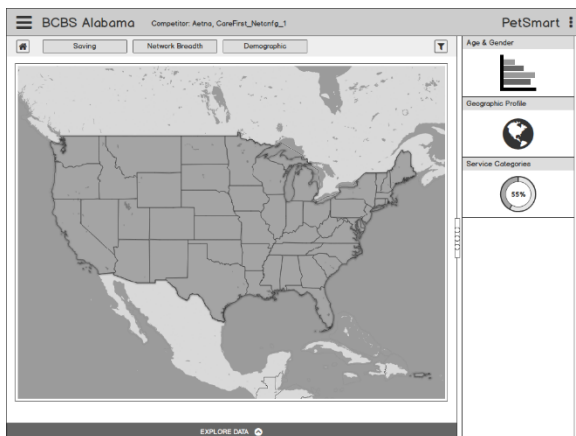 BCBS Alabama
Competitor: Aetna, CareFirst_Netcnfg_1
PetSmart
Saving
Network Breadth
Demographic
Age & Gender
Geographic Profile
Service Categories
55%
EXPLORE DATA